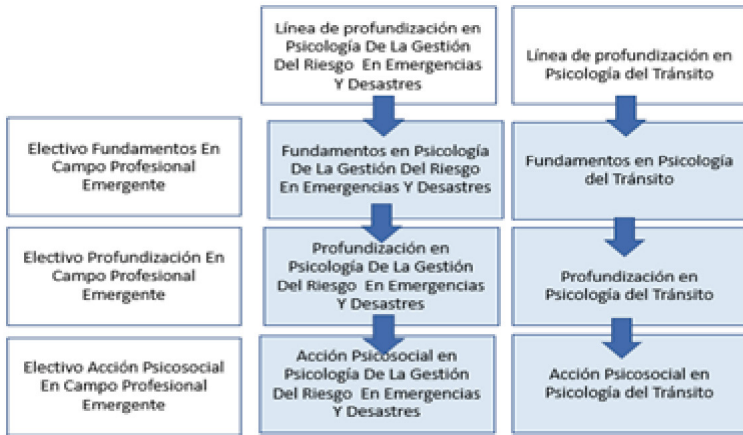 Línea de profundización en
Psicología De La Gestión
Del Riesgo En Emergencias
Y Desastres
Línea de profundización en
Psicología del Tránsito
Electivo Fundamentos En
Campo Profesional
Emergente
Fundamentos en Psicología
De La Gestión Del Riesgo
En Emergencias Y Desastres
Fundamentos en Psicología
del Tránsito
Electivo Profundización En
Campo Profesional
Emergente
Profundización en
Psicología De La Gestión
Del Riesgo En Emergencias
Y Desastres
Profundización en
Psicología del Tránsito
Electivo Acción Psicosocial
En Campo Profesional
Emergente
Acción Psicosocial en
Psicología De La Gestión
Del Riesgo En Emergencias
Y Desastres
Acción Psicosocial en
Psicología del Tránsito